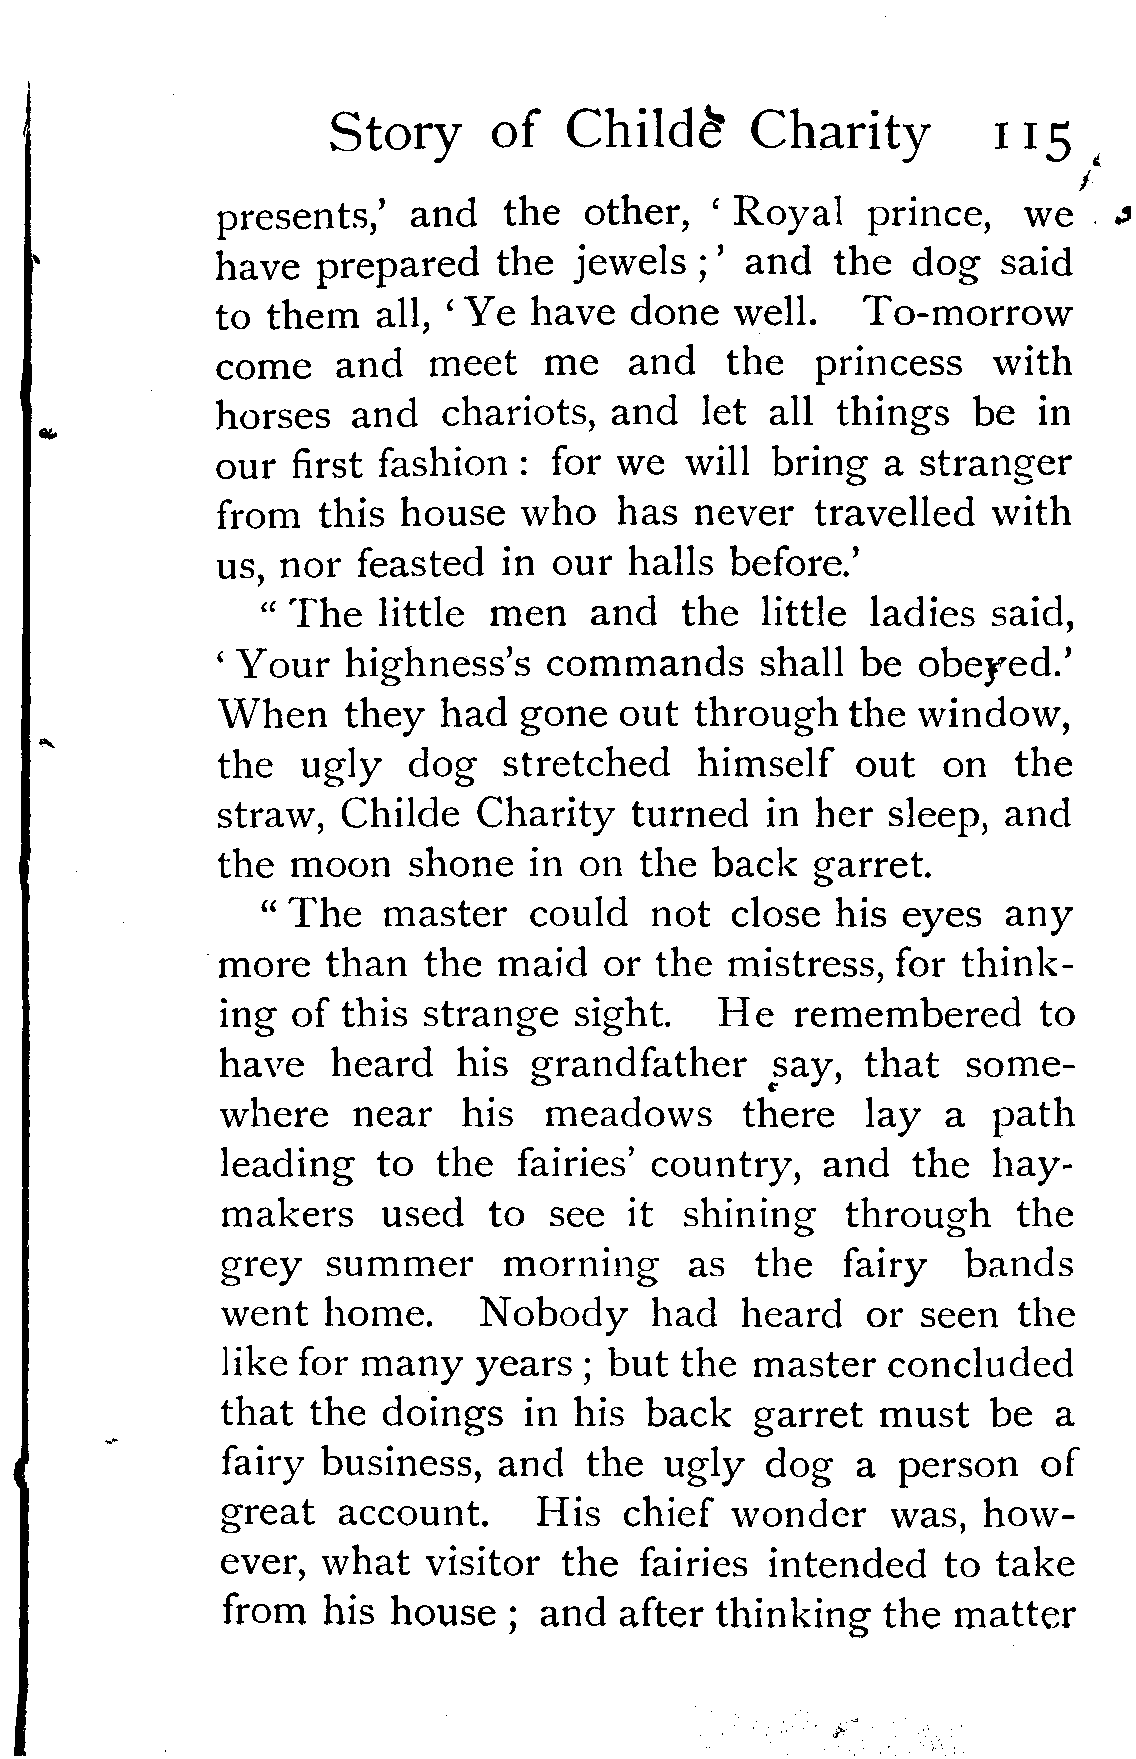 Story of Childe Charity 115
presents,’ and the other, ‘ Royal prince, we
have prepared the jewels ; ’ and the dog said
to them all, ‘ Ye have done well. To-morrow
come and meet me and the princess with
horses and chariots, and let all things be in
our first fashion : for we will bring a stranger
from this house who has never travelled with
us, nor feasted in our halls before.’
“ The little men and the little ladies said,
‘ Your highness’s commands shall be obeyed.’
When they had gone out through the window,
the ugly dog stretched himself out on the
straw, Childe Charity turned in her sleep, and
the moon shone in on the back garret.
“ The master could not close his eyes any
more than the maid or the mistress, for think-
ing of this strange sight. He remembered to
have heard his grandfather say, that some-
where near his meadows there lay a path
leading to the fairies’ country, and the hay-
makers used to see it shining through the
grey summer morning as the fairy bands
went home. Nobody had heard or seen the
like for many years ; but the master concluded
that the doings in his back garret must be a
fairy business, and the ugly dog a person of
great account. His chief wonder was, how-
ever, what visitor the fairies intended to take
from his house ; and after thinking the matter